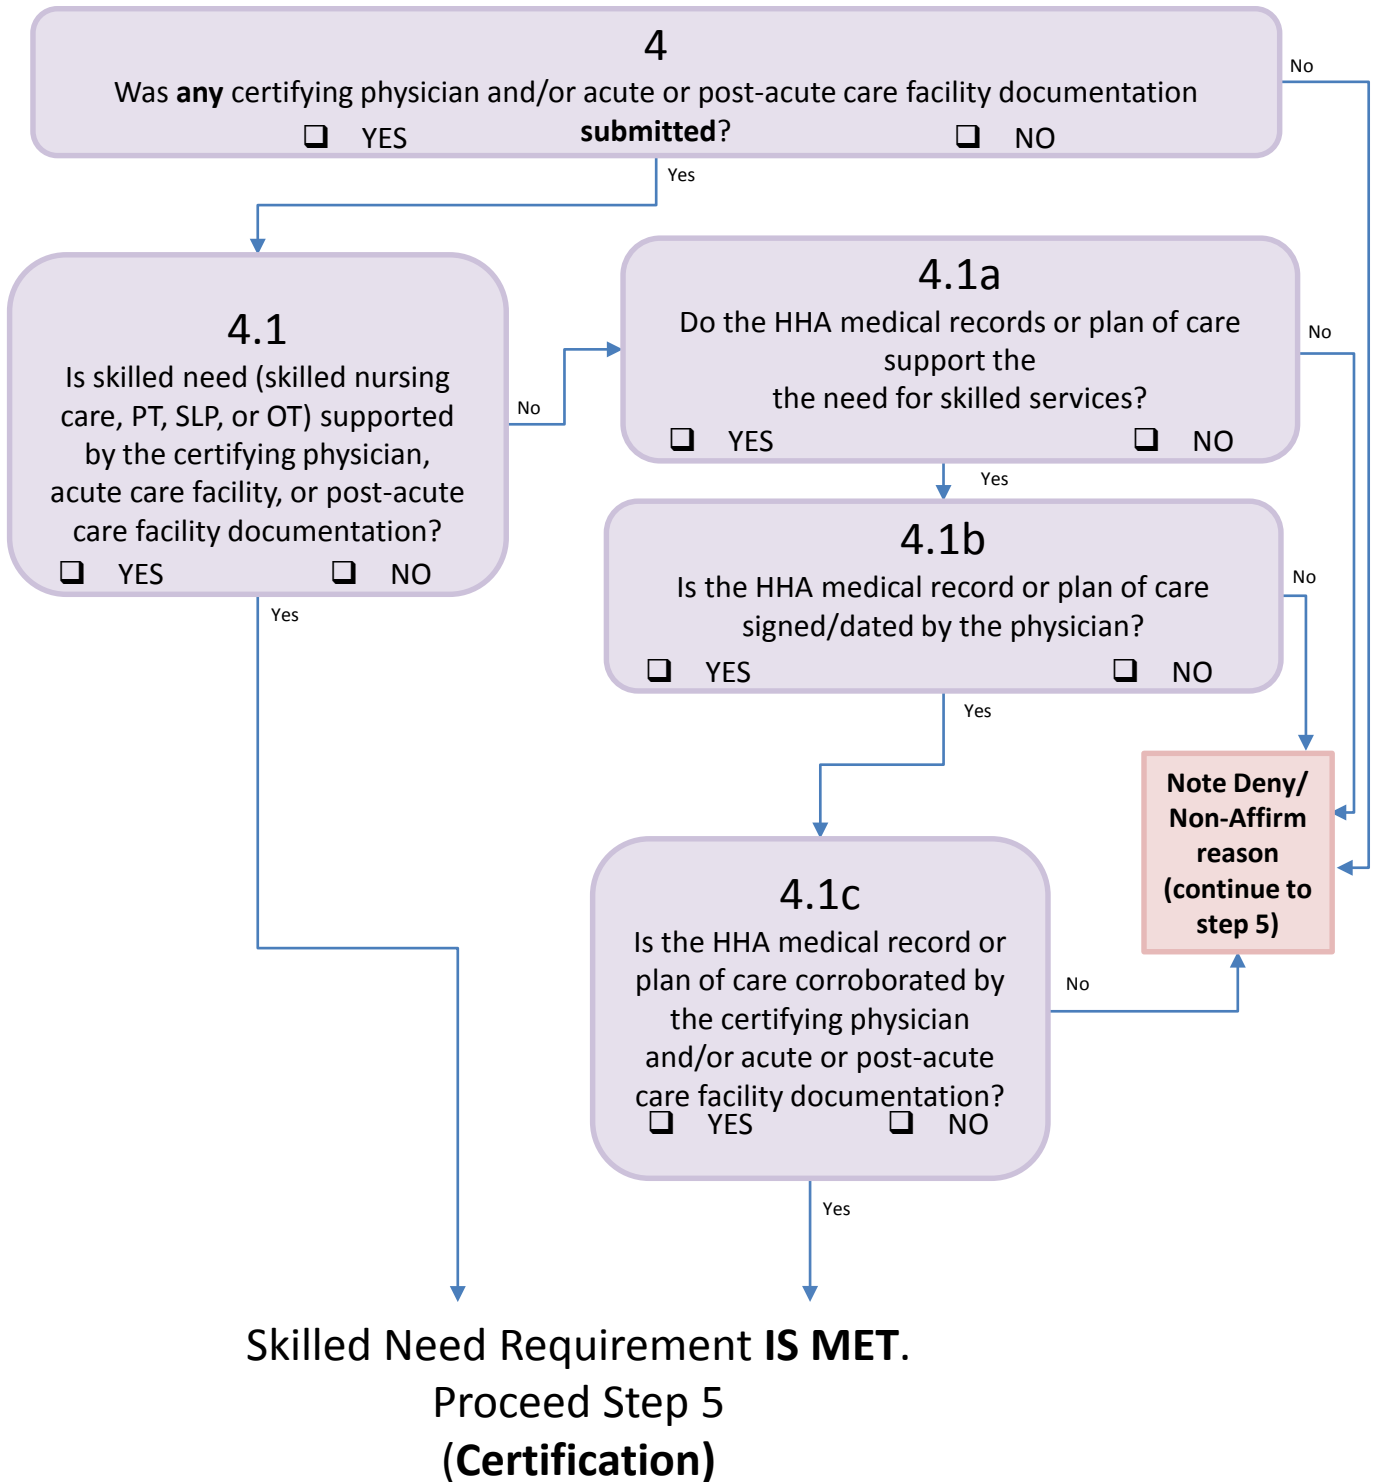 4
Was any certifying physician and/or acute or post-acute care facility documentation
submitted?
❑ YES
❑ NO
No
Yes
4.1
Is skilled need (skilled nursing
care, PT, SLP, or OT) supported
by the certifying physician,
acute care facility, or post-acute
care facility documentation?
❑ YES
❑ NO
No
Yes
4.1a
Do the HHA medical records or plan of care
support the
the need for skilled services?
❑ YES
❑ NO
No
Yes
4.1b
Is the HHA medical record or plan of care
signed/dated by the physician?
❑ YES
❑ NO
No
Yes
Note Deny/
Non-Affirm
reason
(continue to
step 5)
4.1c
Is the HHA medical record or
plan of care corroborated by
the certifying physician
and/or acute or post-acute
care facility documentation?
❑ YES
❑ NO
No
Yes
Skilled Need Requirement IS MET.
Proceed Step 5
(Certification)